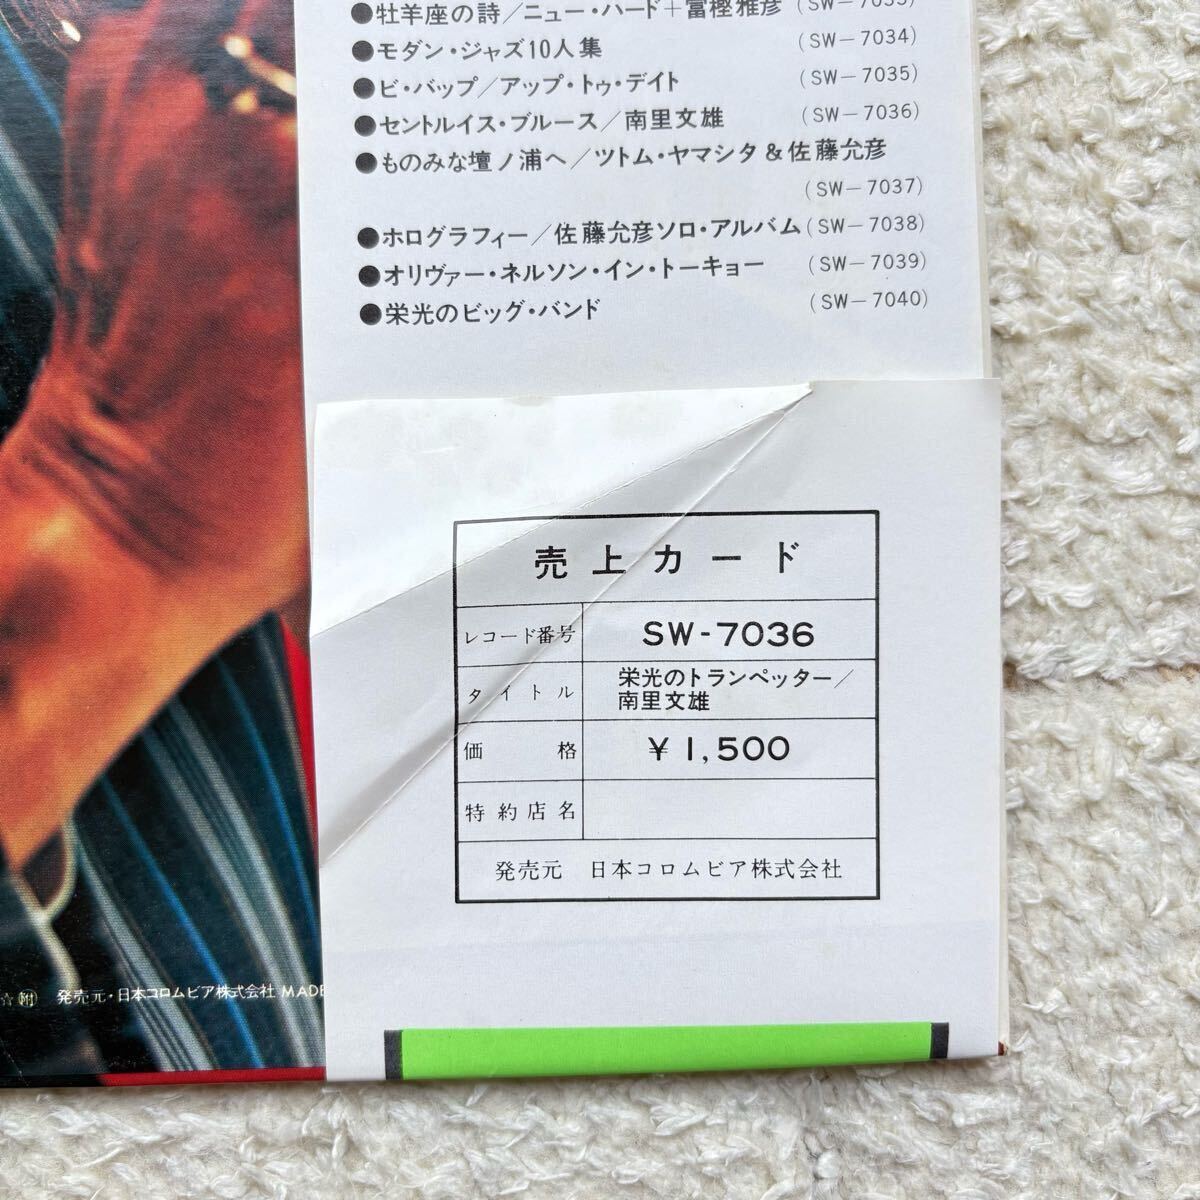 ●牡羊座の詩／ニュー・ハード＋富樫雅彦 (SW－7033)
●モダン・ジャズ10人集 (SW－7034)
●ビ・バップ／アップ・トゥ・デイト (SW－7035)
●セントルイス・ブルース／南里文雄 (SW－7036)
●ものみな壇ノ浦へ／ツトム・ヤマシタ＆佐藤允彦
(SW－7037)
●ホログラフィー／佐藤允彦ソロ・アルバム (SW－7038)
●オリヴァー・ネルソン・イン・トーキョー (SW－7039)
●栄光のビッグ・バンド (SW－7040)
売上カード
レコード番号 SW-7036
タイトル 栄光のトランペッター／
南里文雄
価格 ¥1,500
特約店名
発売元 日本コロムビア株式会社
☆附 発売元・日本コロムビア株式会社 MADE